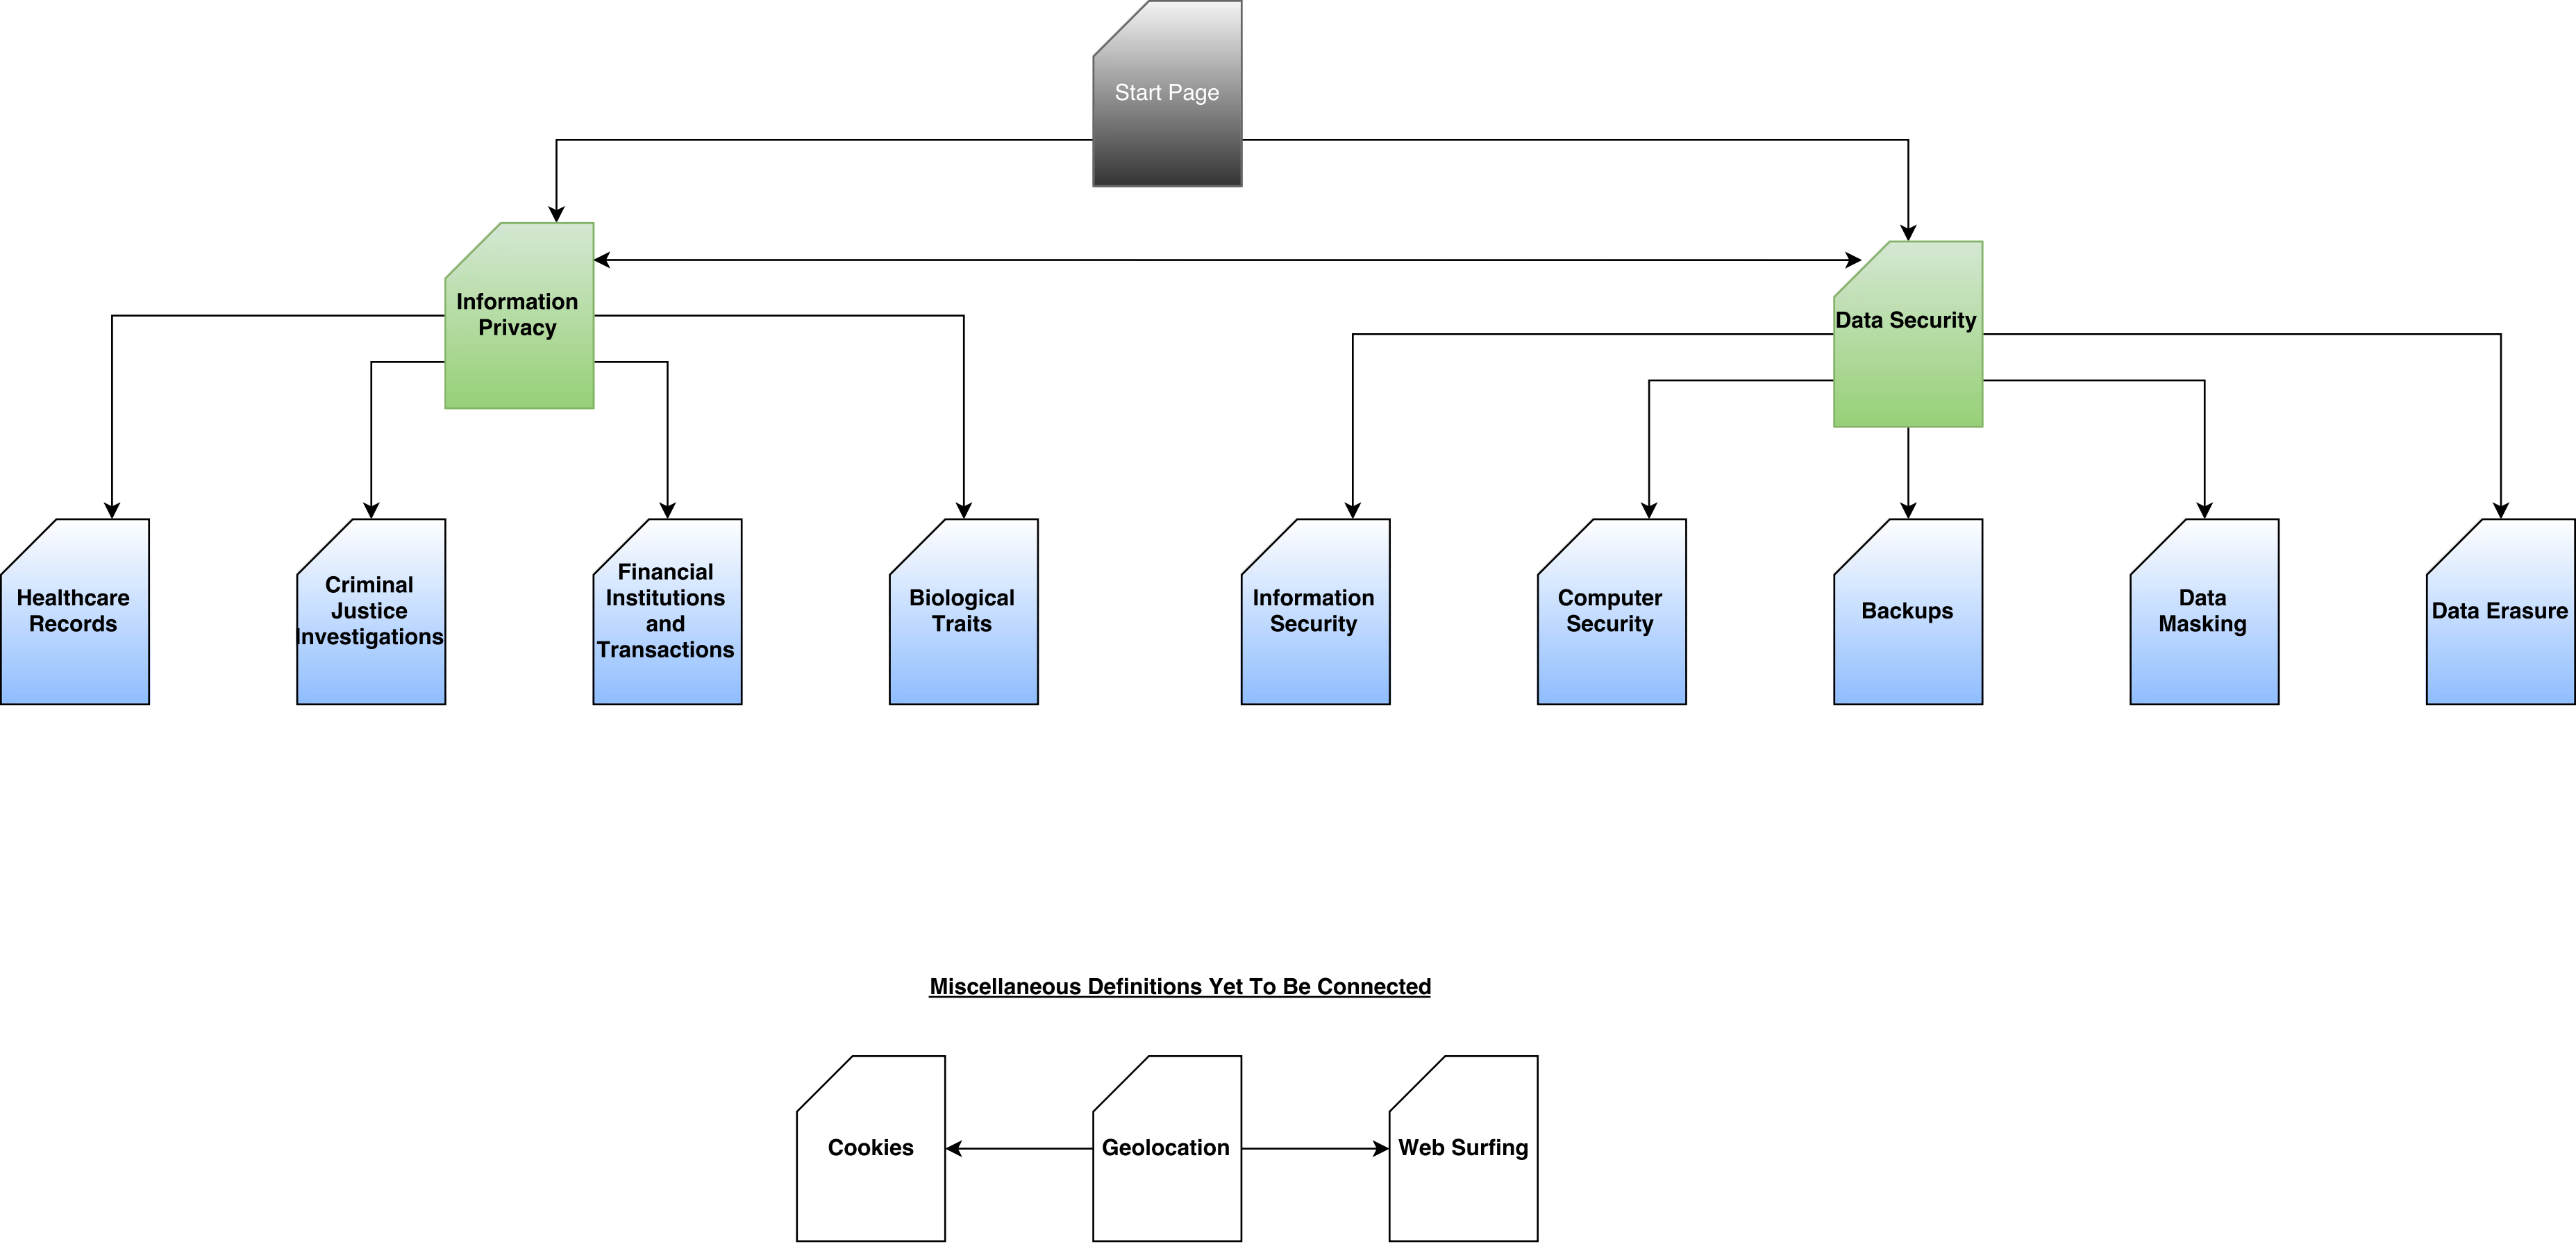 Start Page
Information
Privacy
Data Security
Healthcare
Records
Criminal
Justice
Investigations
Financial
Institutions
and
Transactions
Biological
Traits
Information
Security
Computer
Security
Backups
Data
Masking
Data Erasure
Miscellaneous Definitions Yet To Be Connected
Cookies
Geolocation
Web Surfing